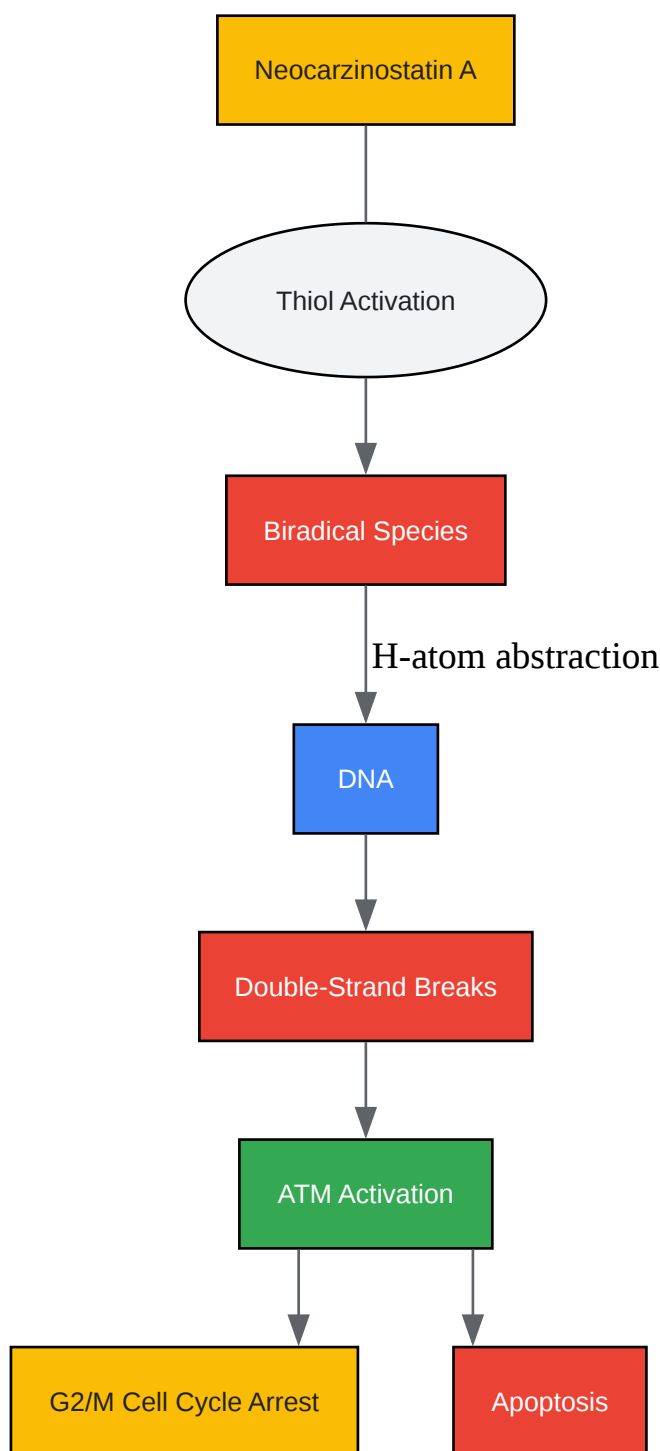 Neocarzinostatin A
Thiol Activation
Biradical Species
H-atom abstraction
DNA
Double-Strand Breaks
ATM Activation
G2/M Cell Cycle Arrest
Apoptosis